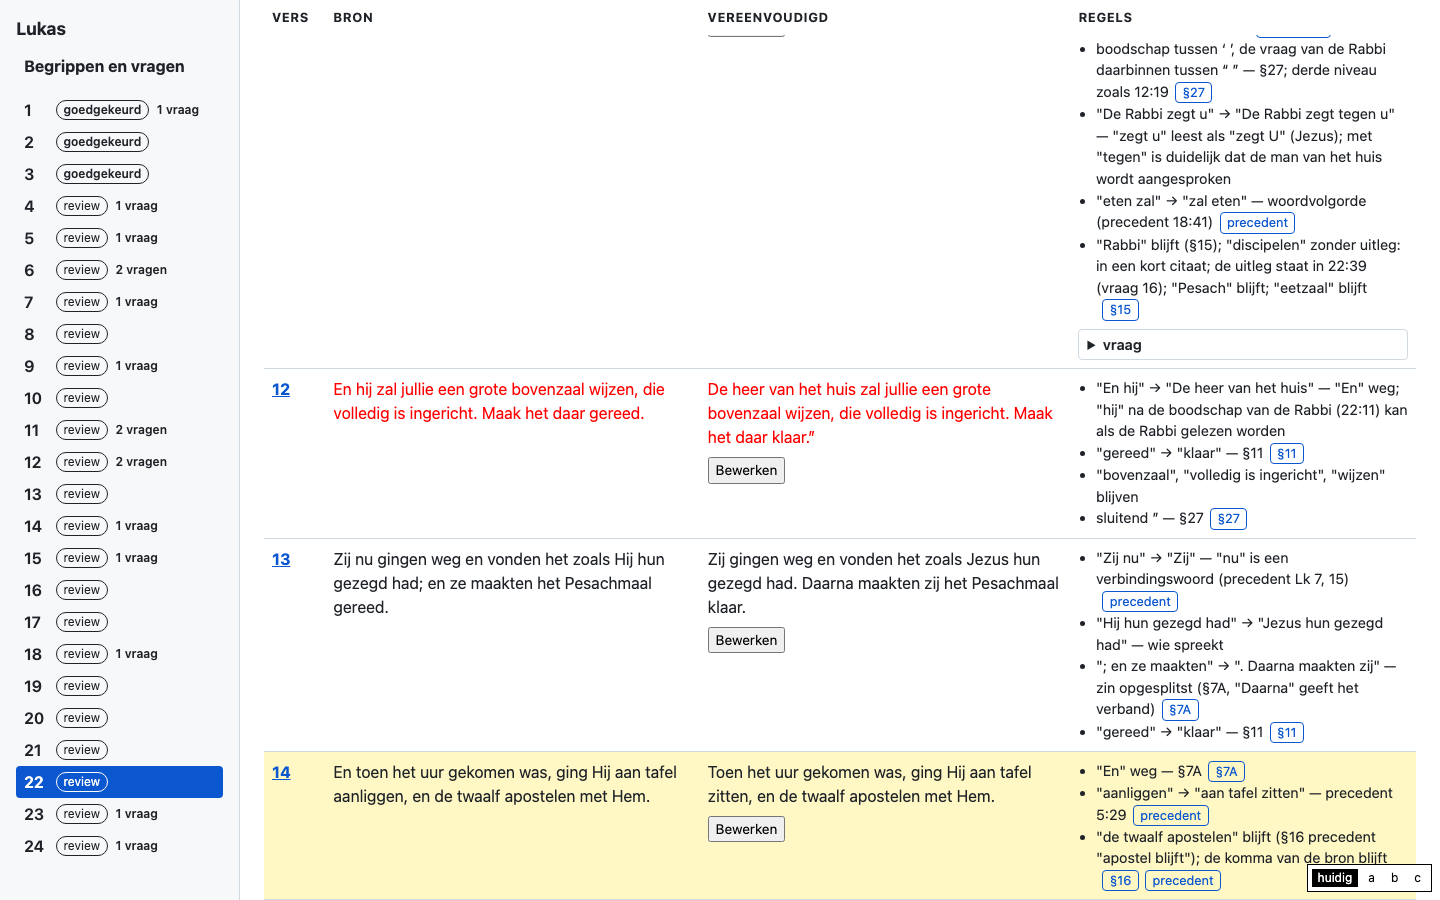 Lukas
Begrippen en vragen
1 goedgekeurd 1 vraag
2 goedgekeurd
3 goedgekeurd
4 review 1 vraag
5 review 1 vraag
6 review 2 vragen
7 review 1 vraag
8 review
9 review 1 vraag
10 review
11 review 2 vragen
12 review 2 vragen
13 review
14 review 1 vraag
15 review 1 vraag
16 review
17 review
18 review 1 vraag
19 review
20 review
21 review
22 review
23 review 1 vraag
24 review 1 vraag
VERS BRON VEREENVOUDIGD REGELS
boodschap tussen ‘ ’, de vraag van de Rabbi
daarbinnen tussen “ ” — §27; derde niveau
zoals 12:19 §27
"De Rabbi zegt u" → "De Rabbi zegt tegen u"
— "zegt u" leest als "zegt U" (Jezus); met
"tegen" is duidelijk dat de man van het huis
wordt aangesproken
"eten zal" → "zal eten" — woordvolgorde
(precedent 18:41) precedent
"Rabbi" blijft (§15); "discipelen" zonder uitleg:
in een kort citaat; de uitleg staat in 22:39
(vraag 16); "Pesach" blijft; "eetzaal" blijft
§15
▶ vraag
12
En hij zal jullie een grote bovenzaal wijzen, die
volledig is ingericht. Maak het daar gereed.
De heer van het huis zal jullie een grote
bovenzaal wijzen, die volledig is ingericht. Maak
het daar klaar.”
Bewerken
"En hij" → "De heer van het huis" — "En" weg;
"hij" na de boodschap van de Rabbi (22:11) kan
als de Rabbi gelezen worden
"gereed" → "klaar" — §11 §11
"bovenzaal", "volledig is ingericht", "wijzen"
blijven
sluitend ” — §27 §27
13
Zij nu gingen weg en vonden het zoals Hij hun
gezegd had; en ze maakten het Pesachmaal
gereed.
Zij gingen weg en vonden het zoals Jezus hun
gezegd had. Daarna maakten zij het Pesachmaal
klaar.
Bewerken
"Zij nu" → "Zij" — "nu" is een
verbindingswoord (precedent Lk 7, 15)
precedent
"Hij hun gezegd had" → "Jezus hun gezegd
had" — wie spreekt
"; en ze maakten" → ". Daarna maakten zij" —
zin opgesplitst (§7A, "Daarna" geeft het
verband) §7A
"gereed" → "klaar" — §11 §11
14
En toen het uur gekomen was, ging Hij aan tafel
aanliggen, en de twaalf apostelen met Hem.
Toen het uur gekomen was, ging Hij aan tafel
zitten, en de twaalf apostelen met Hem.
Bewerken
"En" weg — §7A §7A
"aanliggen" → "aan tafel zitten" — precedent
5:29 precedent
"de twaalf apostelen" blijft (§16 precedent
"apostel blijft"); de komma van de bron blijft
§16 precedent
huidig a b c